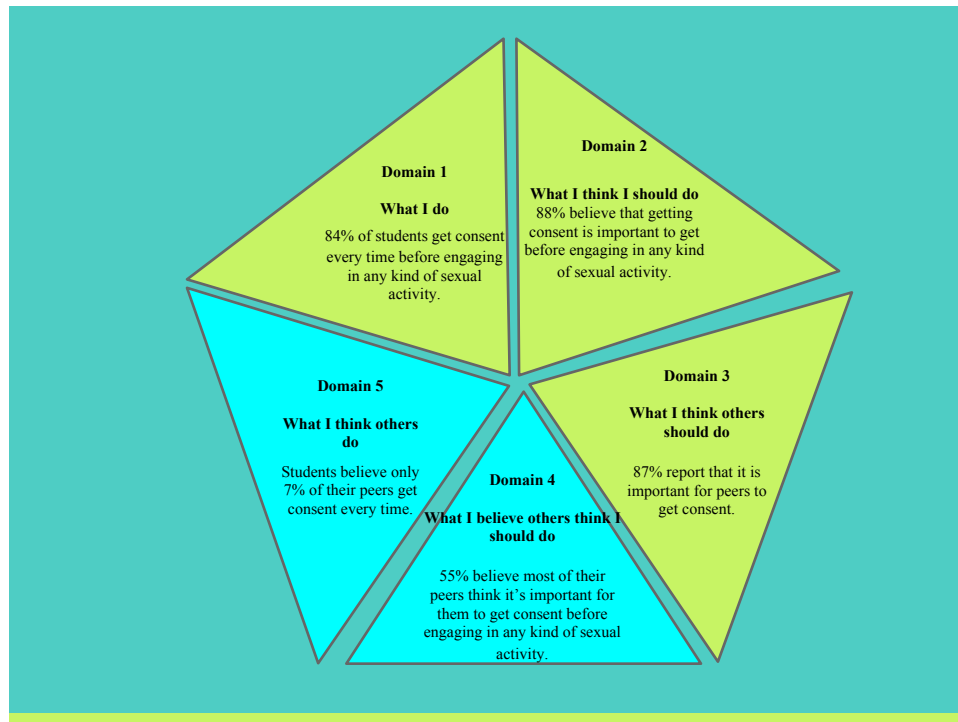 Domain 1
What I do
84% of students get consent
every time before engaging
in any kind of sexual
activity.
Domain 2
What I think I should do
88% believe that getting
consent is important to get
before engaging in any kind
of sexual activity.
Domain 3
What I think others
should do
87% report that it is
important for peers to
get consent.
Domain 4
What I believe others think I
should do
55% believe most of their
peers think it’s important for
them to get consent before
engaging in any kind of sexual
activity.
Domain 5
What I think others
do
Students believe only
7% of their peers get
consent every time.